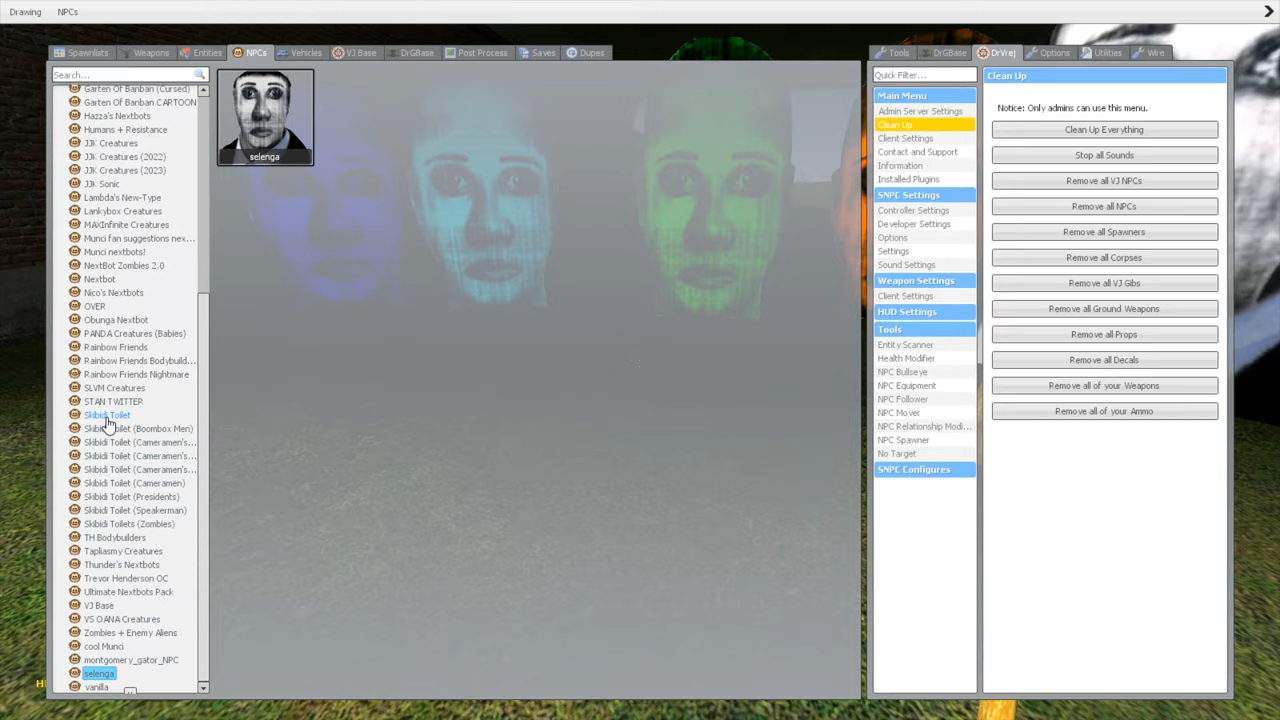 Drawing NPCs
Spawnlists Weapons Entities NPCs Vehicles VJ Base DrGBase Post Process Saves Dupes
Search...
Garten Of Banban (Cursed)
Garten Of Banban CARTOON
Hazza's Nextbots
Humans + Resistance
JJK Creatures
JJK Creatures (2022)
JJK Creatures (2023)
JJK Sonic
Lambda's New-Type
Lankybox Creatures
MAXInfinite Creatures
Munci fan suggestions nex...
Munci nextbots!
NextBot Zombies 2.0
Nextbot
Nico's Nextbots
OVER
Obunga Nextbot
PANDA Creatures (Babies)
Rainbow Friends
Rainbow Friends Bodybuild...
Rainbow Friends Nightmare
SLVM Creatures
STAN TWITTER
Skibidi Toilet
Skibidi Toilet (Boombox Men)
Skibidi Toilet (Cameramen's...
Skibidi Toilet (Cameramen's...
Skibidi Toilet (Cameramen's...
Skibidi Toilet (Cameramen)
Skibidi Toilet (Presidents)
Skibidi Toilet (Speakerman)
Skibidi Toilets (Zombies)
TH Bodybuilders
Tapliasmy Creatures
Thunder's Nextbots
Trevor Henderson OC
Ultimate Nextbots Pack
VJ Base
VS OANA Creatures
Zombies + Enemy Aliens
cool Munci
montgomery_gator_NPC
selenga
vanilla
selenga
Tools DrGBase DrVrej Options Utilities Wire
Quick Filter...
Main Menu
Admin Server Settings
Clean Up
Client Settings
Contact and Support
Information
Installed Plugins
SNPC Settings
Controller Settings
Developer Settings
Options
Settings
Sound Settings
Weapon Settings
Client Settings
HUD Settings
Tools
Entity Scanner
Health Modifier
NPC Bullseye
NPC Equipment
NPC Follower
NPC Mover
NPC Relationship Modi...
NPC Spawner
No Target
SNPC Configures
Clean Up
Notice: Only admins can use this menu.
Clean Up Everything
Stop all Sounds
Remove all VJ NPCs
Remove all NPCs
Remove all Spawners
Remove all Corpses
Remove all VJ Gibs
Remove all Ground Weapons
Remove all Props
Remove all Decals
Remove all of your Weapons
Remove all of your Ammo